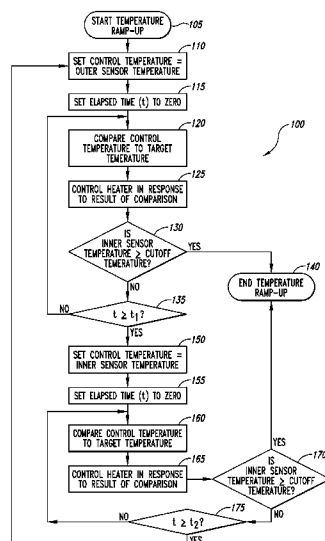 START TEMPERATURE
RAMP-UP
105
110
SET CONTROL TEMPERATURE =
OUTER SENSOR TEMPERATURE
115
SET ELAPSED TIME (t) TO ZERO
120
COMPARE CONTROL
TEMPERATURE TO TARGET
TEMERATURE
100
125
CONTROL HEATER IN RESPONSE
TO RESULT OF COMPARISON
130
IS
INNER SENSOR
TEMPERATURE ≥ CUTOFF
TEMERATURE?
YES
NO
140
END TEMPERATURE
RAMP-UP
135
NO
t ≥ t1?
YES
150
SET CONTROL TEMPERATURE =
INNER SENSOR TEMPERATURE
155
SET ELAPSED TIME (t) TO ZERO
160
COMPARE CONTROL TEMPERATURE
TO TARGET TEMPERATURE
YES
165
CONTROL HEATER IN RESPONSE
TO RESULT OF COMPARISON
170
IS
INNER SENSOR
TEMPERATURE ≥ CUTOFF
TEMERATURE?
NO
175
NO
t ≥ t2?
YES